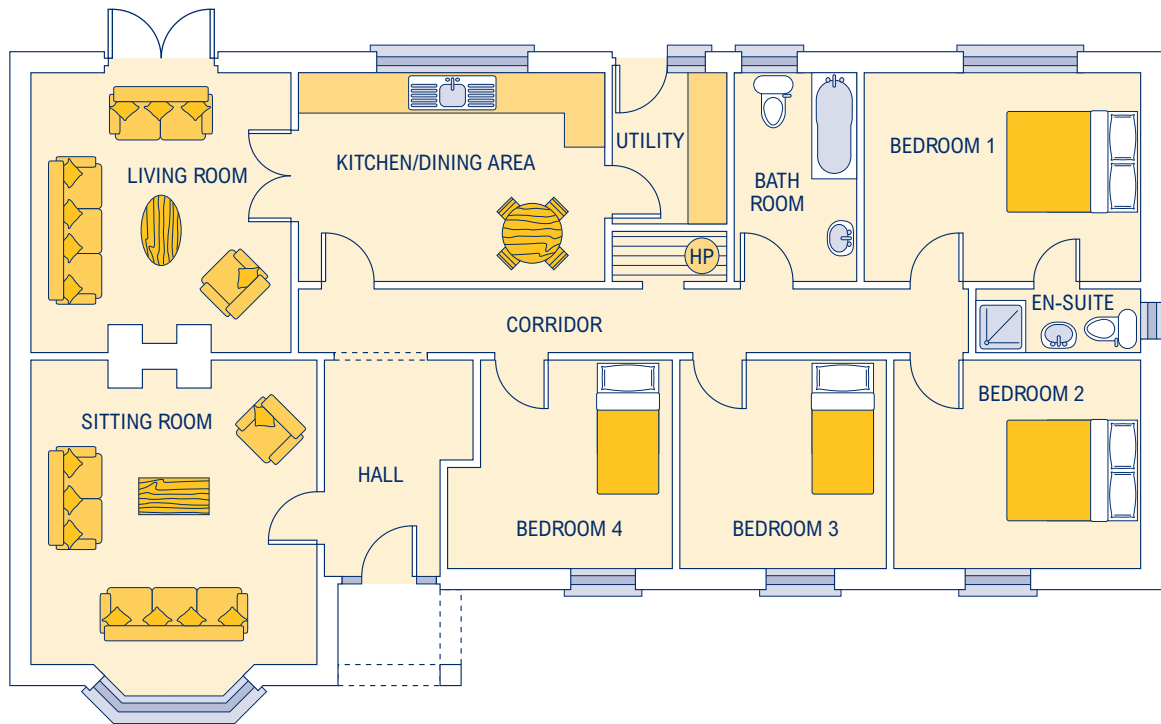 LIVING ROOM
KITCHEN/DINING AREA
UTILITY
BATH
ROOM
BEDROOM 1
HP
EN-SUITE
CORRIDOR
SITTING ROOM
HALL
BEDROOM 4
BEDROOM 3
BEDROOM 2